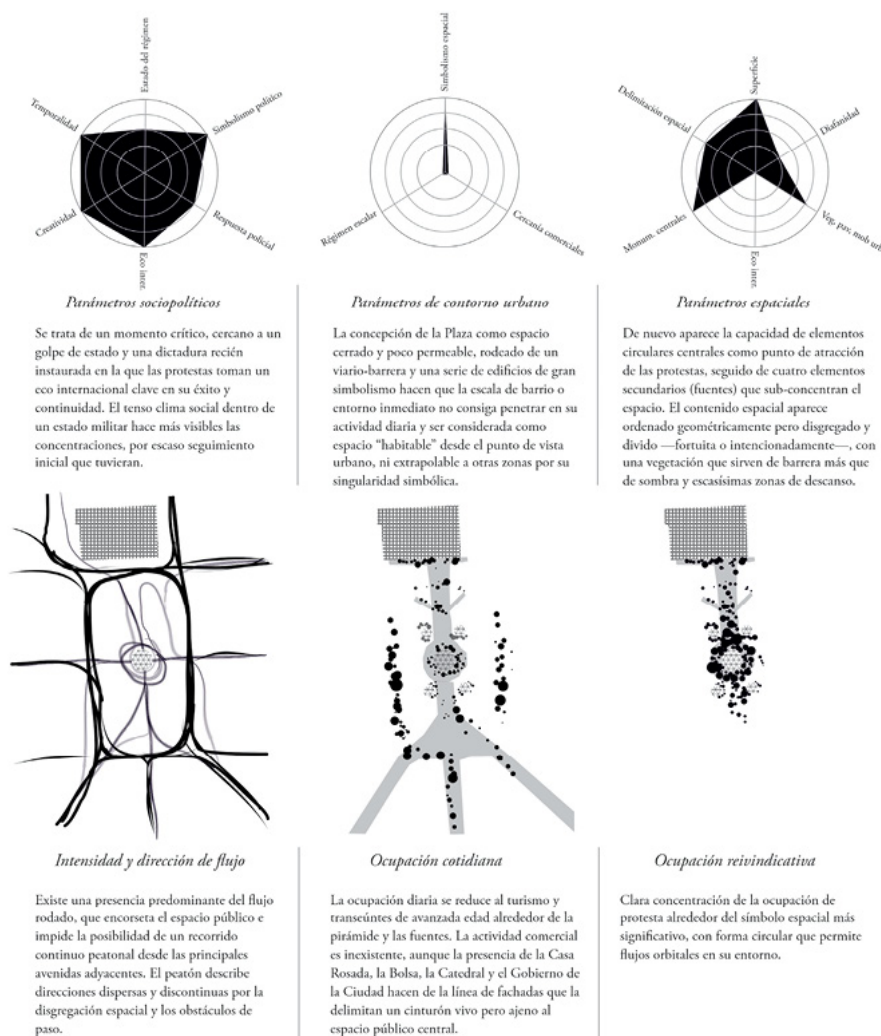 Estado del régimen
Temporalidad
Simbolismo político
Creatividad
Respuesta policial
Eco inter.
Simbolismo espacial
Régimen escalar
Cercanía comerciales
Superficie
Delimitación espacial
Diafanidad
Monum. centrales
Veg, pav, mob urb
Eco inter.
Parámetros sociopolíticos
Se trata de un momento crítico, cercano a un
golpe de estado y una dictadura recién
instaurada en la que las protestas toman un
eco internacional clave en su éxito y
continuidad. El tenso clima social dentro de
un estado militar hace más visibles las
concentraciones, por escaso seguimiento
inicial que tuvieran.
Parámetros de contorno urbano
La concepción de la Plaza como espacio
cerrado y poco permeable, rodeado de un
viario-barrera y una serie de edificios de gran
simbolismo hacen que la escala de barrio o
entorno inmediato no consiga penetrar en su
actividad diaria y ser considerada como
espacio “habitable” desde el punto de vista
urbano, ni extrapolable a otras zonas por su
singularidad simbólica.
Parámetros espaciales
De nuevo aparece la capacidad de elementos
circulares centrales como punto de atracción
de las protestas, seguido de cuatro elementos
secundarios (fuentes) que sub-concentran el
espacio. El contenido espacial aparece
ordenado geométricamente pero disgregado y
divido —fortuita o intencionadamente—, con
una vegetación que sirven de barrera más que
de sombra y escasísimas zonas de descanso.
Intensidad y dirección de flujo
Existe una presencia predominante del flujo
rodado, que encorseta el espacio público e
impide la posibilidad de un recorrido
continuo peatonal desde las principales
avenidas adyacentes. El peatón describe
direcciones dispersas y discontinuas por la
disgregación espacial y los obstáculos de
paso.
Ocupación cotidiana
La ocupación diaria se reduce al turismo y
transeúntes de avanzada edad alrededor de la
pirámide y las fuentes. La actividad comercial
es inexistente, aunque la presencia de la Casa
Rosada, la Bolsa, la Catedral y el Gobierno de
la Ciudad hacen de la línea de fachadas que la
delimitan un cinturón vivo pero ajeno al
espacio público central.
Ocupación reivindicativa
Clara concentración de la ocupación de
protesta alrededor del símbolo espacial más
significativo, con forma circular que permite
flujos orbitales en su entorno.